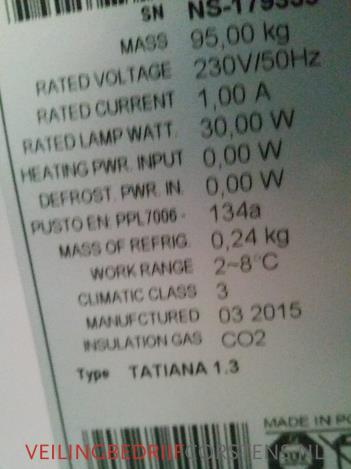 SN NS-179335
MASS 95,00 kg
RATED VOLTAGE 230V/50Hz
RATED CURRENT 1,00 A
RATED LAMP WATT. 30,00 W
HEATING PWR. INPUT 0,00 W
DEFROST. PWR. IN. 0,00 W
PUSTO EN: PPL7006 - 134a
MASS OF REFRIG. 0,24 kg
WORK RANGE 2~8°C
CLIMATIC CLASS 3
MANUFCTURED 03 2015
INSULATION GAS CO2
Type TATIANA 1.3
MADE IN
VEILINGBEDRIJFCORSTENS.NL